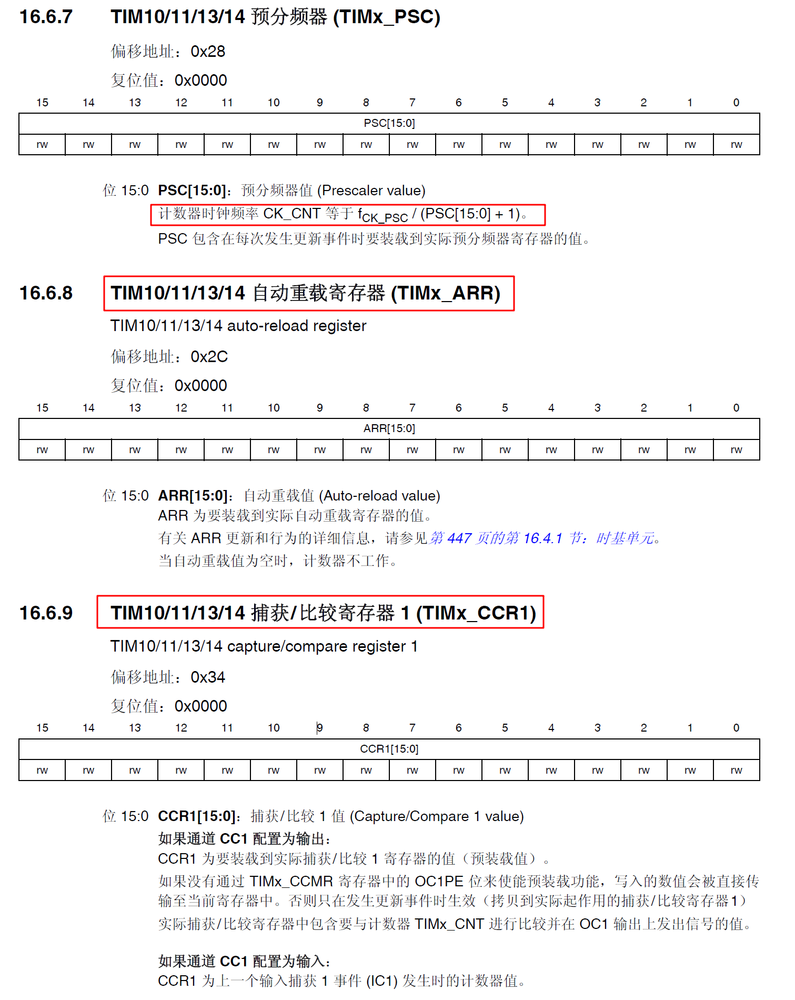 16.6.7 TIM10/11/13/14 预分频器 (TIMx_PSC)
偏移地址：0x28
复位值：0x0000
15 14 13 12 11 10 9 8 7 6 5 4 3 2 1 0
PSC[15:0]
rw rw rw rw rw rw rw rw rw rw rw rw rw rw rw rw
位 15:0 PSC[15:0]：预分频器值 (Prescaler value)
计数器时钟频率 CK_CNT 等于 fCK_PSC / (PSC[15:0] + 1)。
PSC 包含在每次发生更新事件时要装载到实际预分频器寄存器的值。
16.6.8 TIM10/11/13/14 自动重载寄存器 (TIMx_ARR)
TIM10/11/13/14 auto-reload register
偏移地址：0x2C
复位值：0x0000
15 14 13 12 11 10 9 8 7 6 5 4 3 2 1 0
ARR[15:0]
rw rw rw rw rw rw rw rw rw rw rw rw rw rw rw rw
位 15:0 ARR[15:0]：自动重载值 (Auto-reload value)
ARR 为要装载到实际自动重载寄存器的值。
有关 ARR 更新和行为的详细信息，请参见第 447 页的第 16.4.1 节：时基单元。
当自动重载值为空时，计数器不工作。
16.6.9 TIM10/11/13/14 捕获/比较寄存器 1 (TIMx_CCR1)
TIM10/11/13/14 capture/compare register 1
偏移地址：0x34
复位值：0x0000
15 14 13 12 11 10 9 8 7 6 5 4 3 2 1 0
CCR1[15:0]
rw rw rw rw rw rw rw rw rw rw rw rw rw rw rw rw
位 15:0 CCR1[15:0]：捕获/比较 1 值 (Capture/Compare 1 value)
如果通道 CC1 配置为输出：
CCR1 为要装载到实际捕获/比较 1 寄存器的值（预装载值）。
如果没有通过 TIMx_CCMR 寄存器中的 OC1PE 位来使能预装载功能，写入的数值会被直接传
输至当前寄存器中。否则只在发生更新事件时生效（拷贝到实际起作用的捕获/比较寄存器1）
实际捕获/比较寄存器中包含要与计数器 TIMx_CNT 进行比较并在 OC1 输出上发出信号的值。
如果通道 CC1 配置为输入：
CCR1 为上一个输入捕获 1 事件 (IC1) 发生时的计数器值。